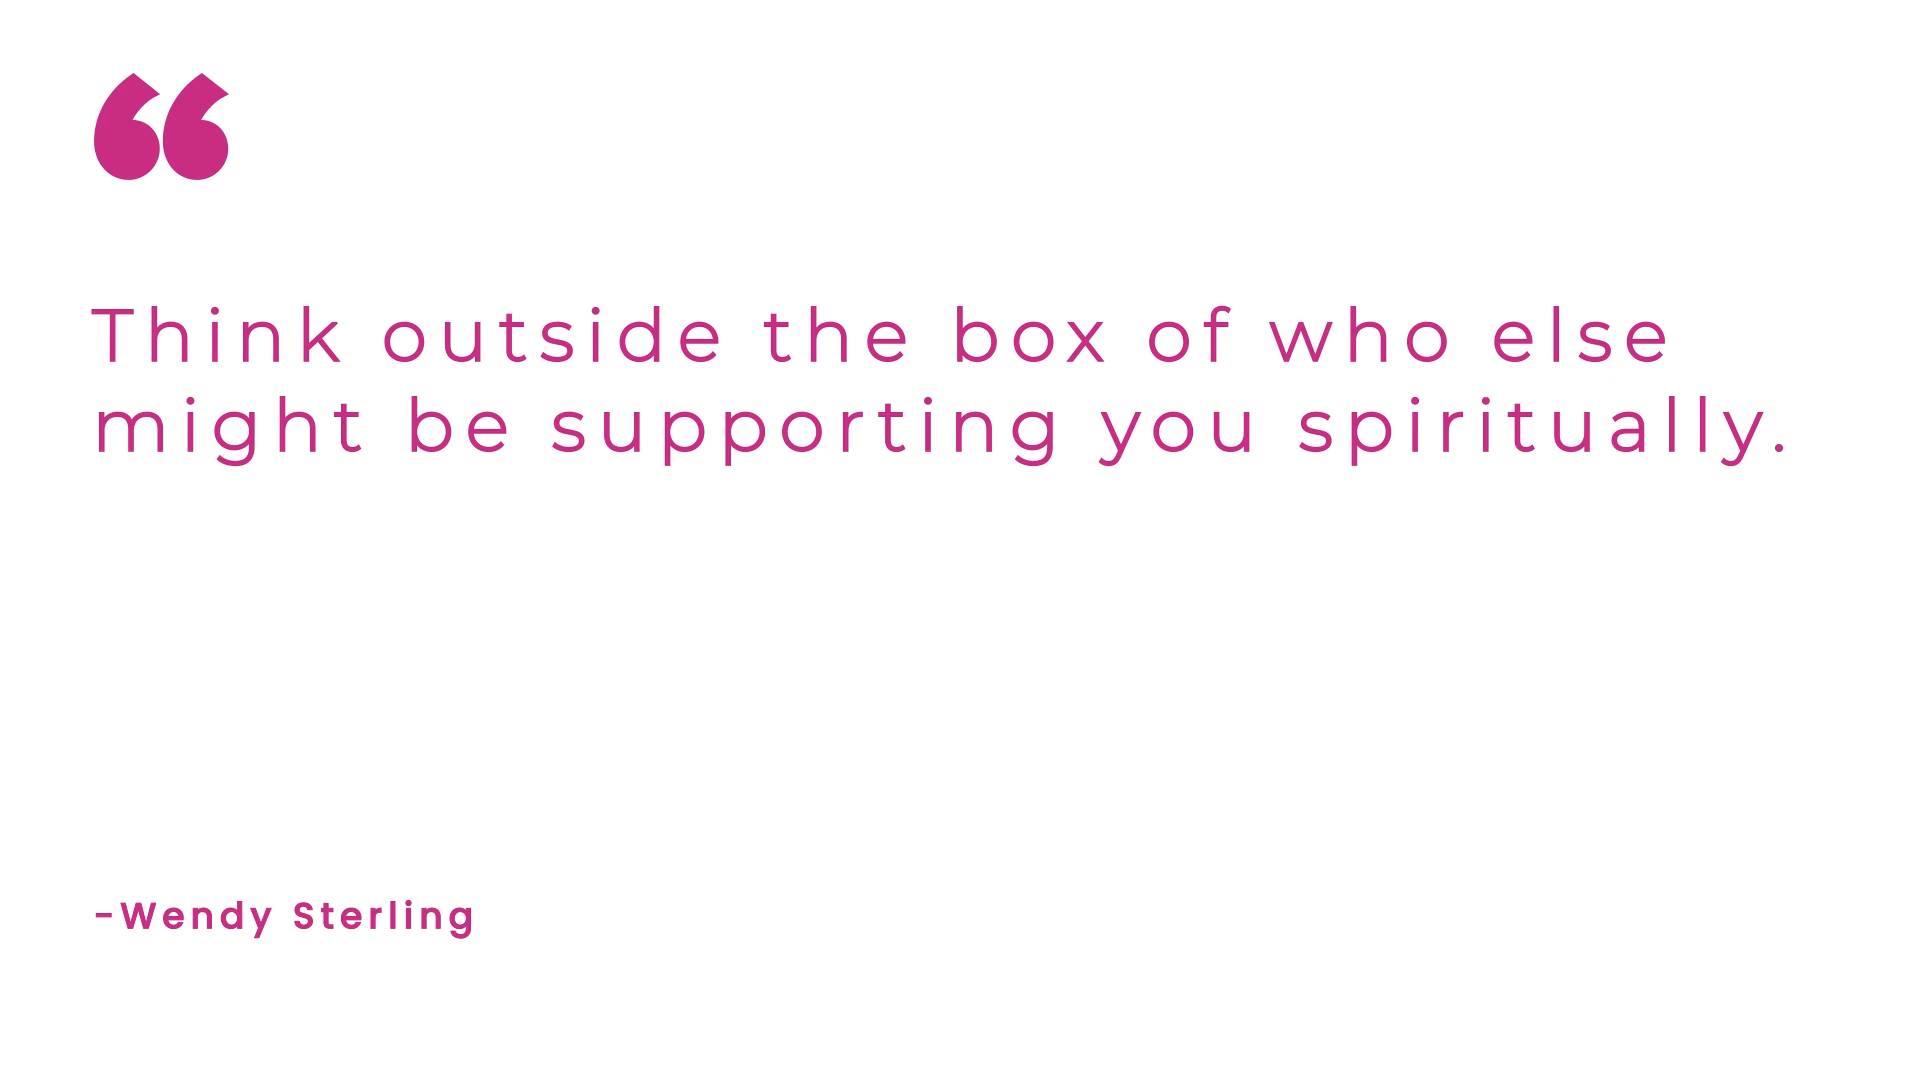 “
Think outside the box of who else
might be supporting you spiritually.
-Wendy Sterling